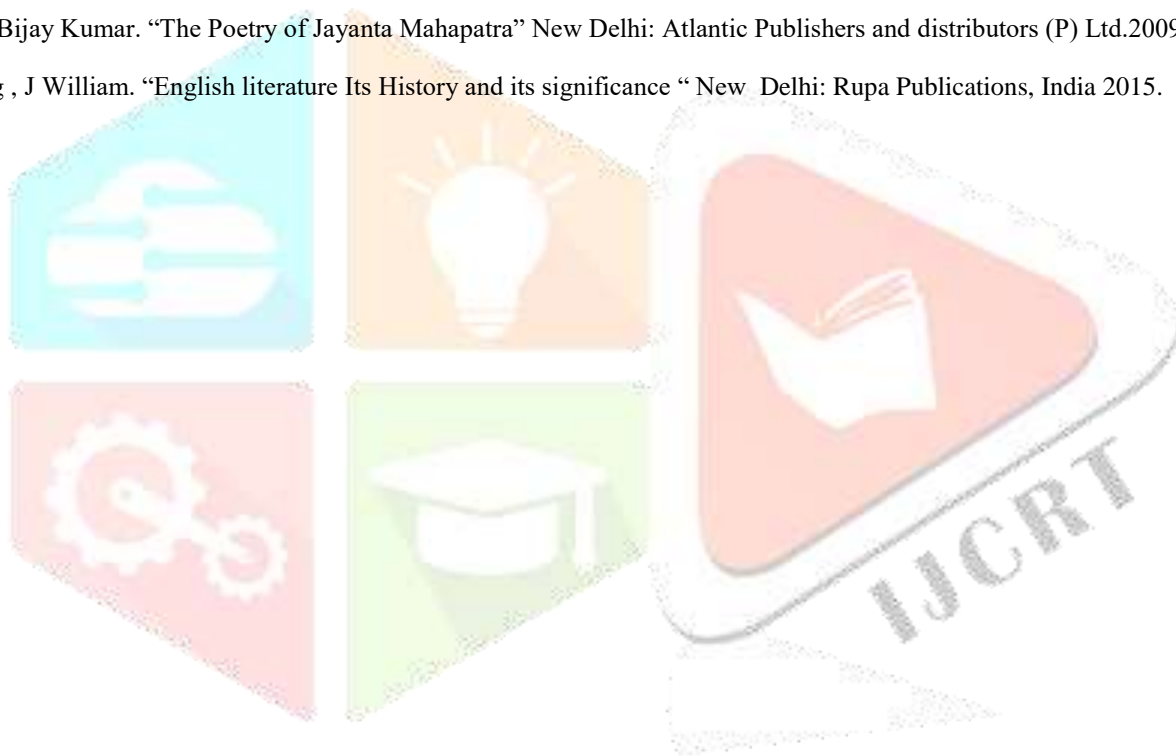 Bijay Kumar. “The Poetry of Jayanta Mahapatra” New Delhi: Atlantic Publishers and distributors (P) Ltd.2009
g , J William. “English literature Its History and its significance “ New Delhi: Rupa Publications, India 2015.
IJCRT